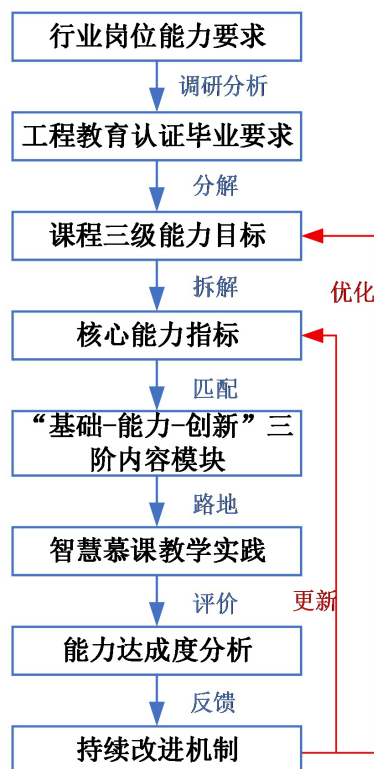 行业岗位能力要求
调研分析
工程教育认证毕业要求
分解
课程三级能力目标
拆解
优化
核心能力指标
匹配
“基础-能力-创新”三
阶内容模块
路地
智慧慕课教学实践
评价
更新
能力达成度分析
反馈
持续改进机制